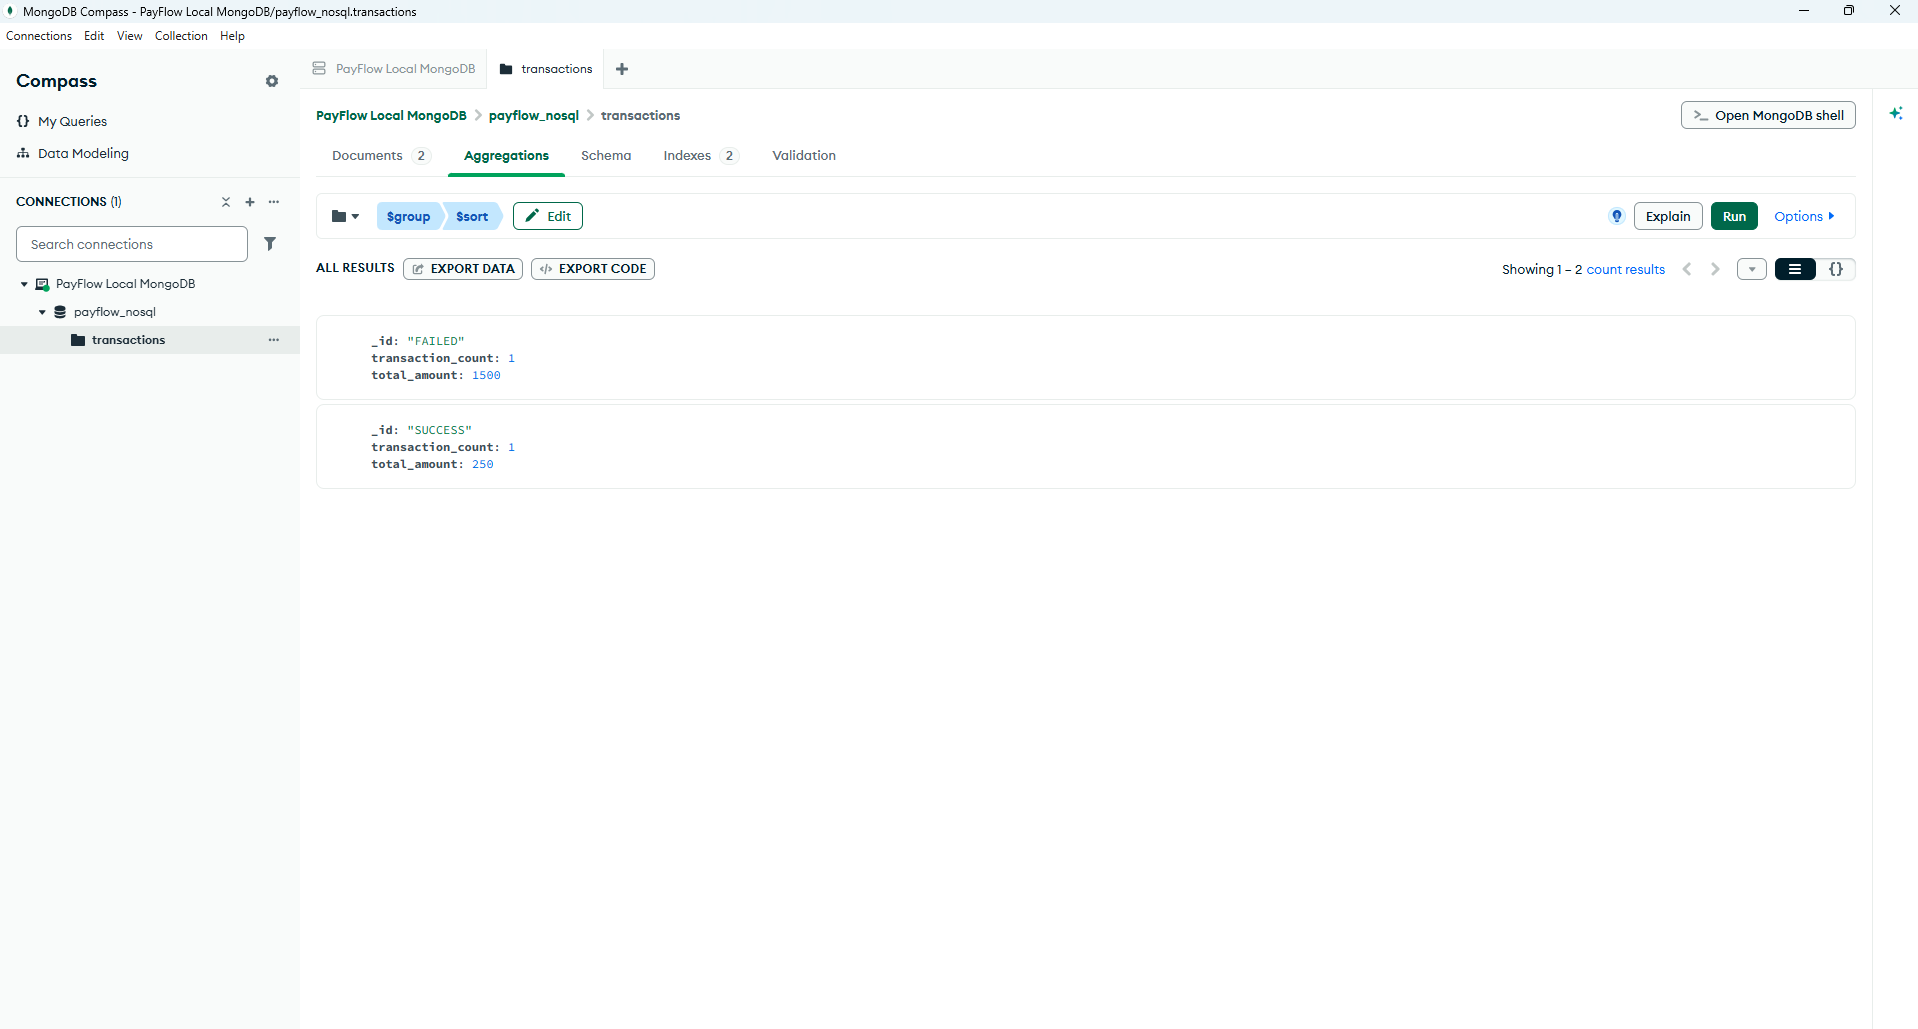 MongoDB Compass - PayFlow Local MongoDB/payflow_nosql.transactions
Connections Edit View Collection Help
Compass
{} My Queries
Data Modeling
CONNECTIONS (1)
Search connections
PayFlow Local MongoDB
payflow_nosql
transactions
PayFlow Local MongoDB transactions
PayFlow Local MongoDB > payflow_nosql > transactions
>_ Open MongoDB shell
Documents 2 Aggregations Schema Indexes 2 Validation
$group $sort Edit Explain Run Options
ALL RESULTS EXPORT DATA </> EXPORT CODE Showing 1 – 2 count results {}
_id: "FAILED"
transaction_count: 1
total_amount: 1500
_id: "SUCCESS"
transaction_count: 1
total_amount: 250